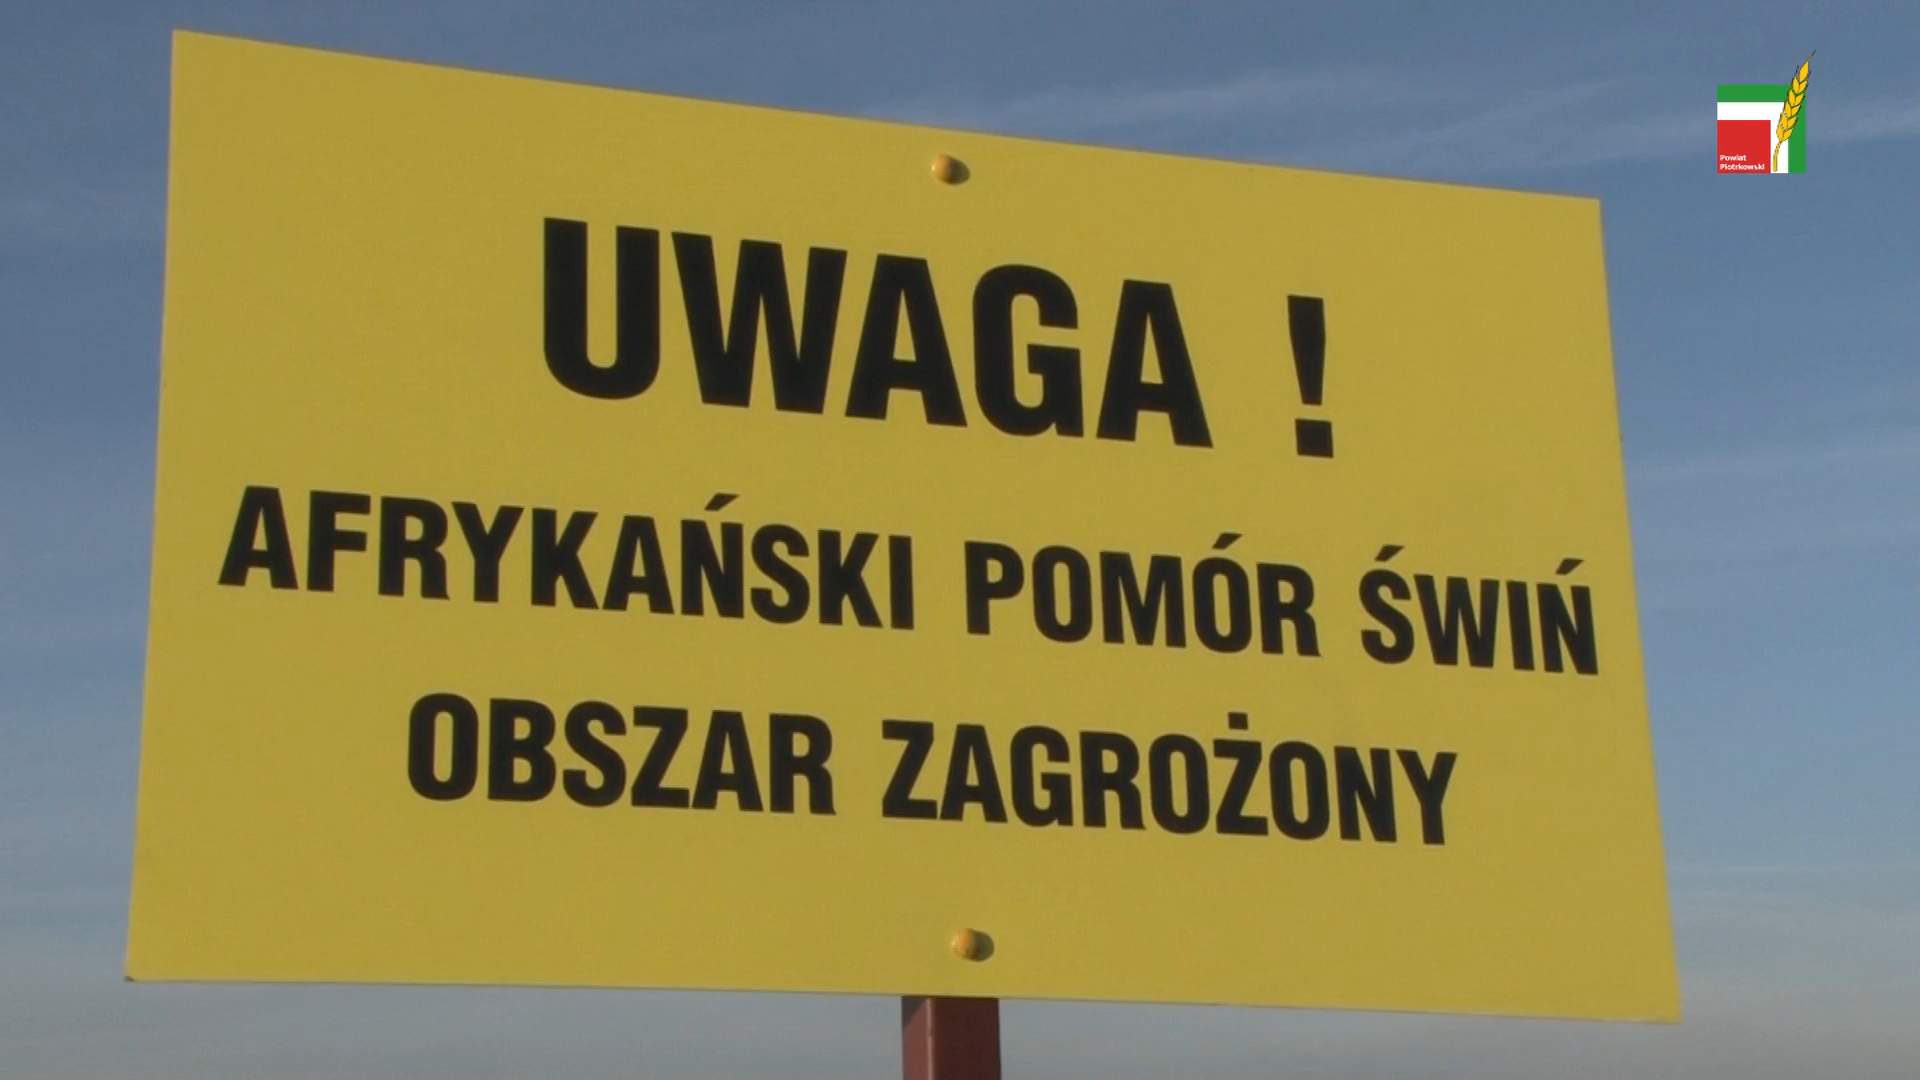 UWAGA !
AFRYKAŃSKI POMÓR ŚWIŃ
OBSZAR ZAGROŻONY
Powiat
Piotrkowski